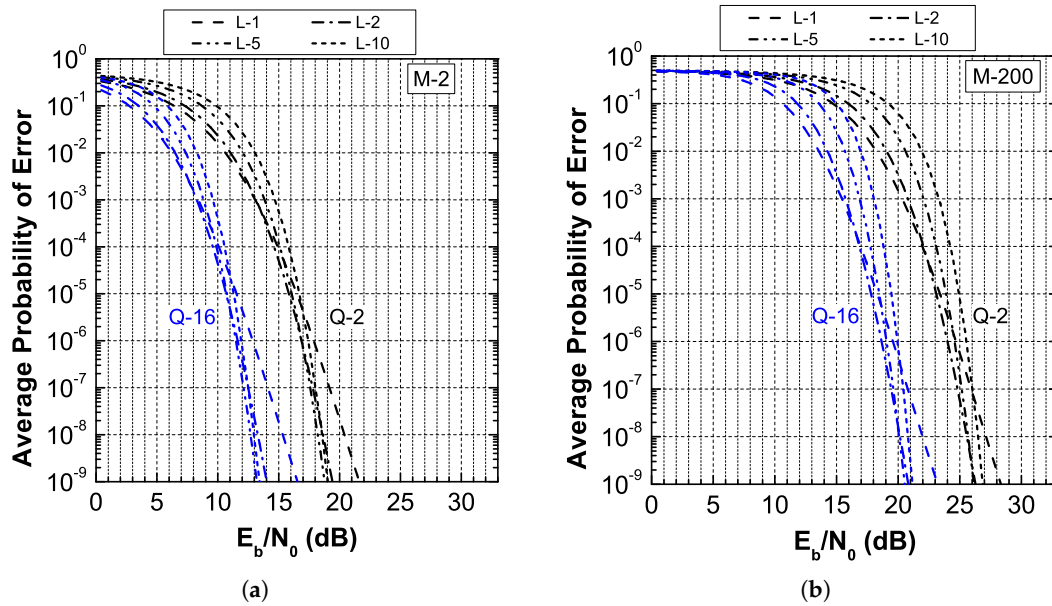 L-1 L-2
L-5 L-10
M-2
Average Probability of Error
10^0
10^-1
10^-2
10^-3
10^-4
10^-5
10^-6
10^-7
10^-8
10^-9
Q-16
Q-2
0 5 10 15 20 25 30
E_b/N_0 (dB)
(a)
L-1 L-2
L-5 L-10
M-200
Average Probability of Error
10^0
10^-1
10^-2
10^-3
10^-4
10^-5
10^-6
10^-7
10^-8
10^-9
Q-16
Q-2
0 5 10 15 20 25 30
E_b/N_0 (dB)
(b)